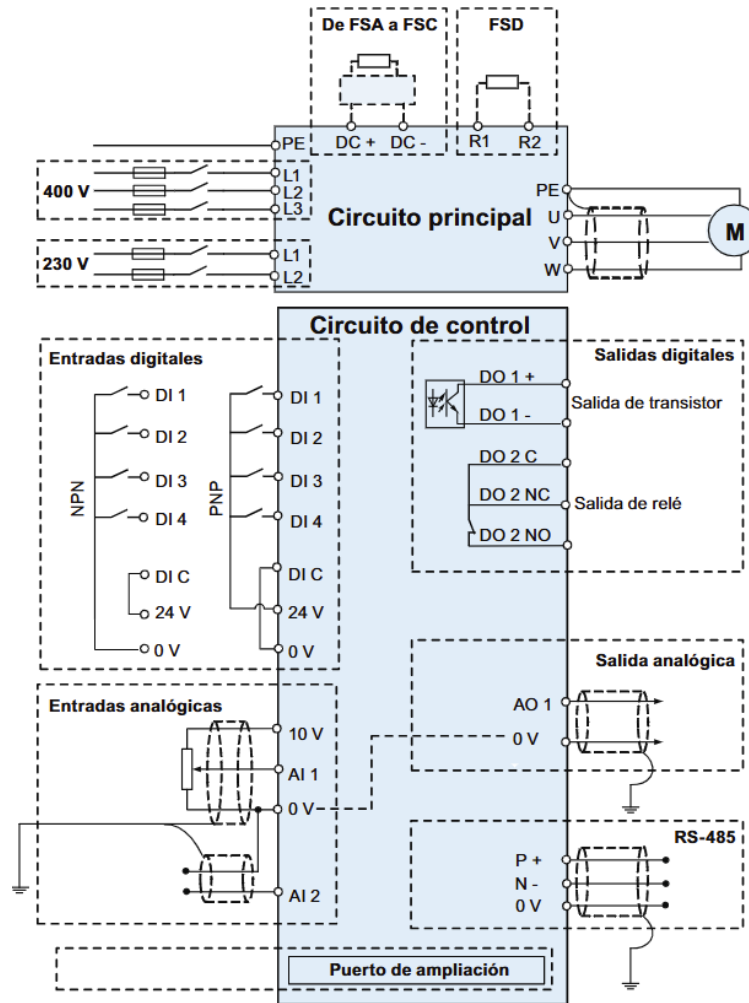 De FSA a FSC
FSD
PE
DC +
DC -
R1
R2
400 V
L1
L2
L3
Circuito principal
PE
U
V
W
M
230 V
L1
L2
Circuito de control
Entradas digitales
NPN
DI 1
DI 2
DI 3
DI 4
DI C
24 V
0 V
PNP
DI 1
DI 2
DI 3
DI 4
DI C
24 V
0 V
Salidas digitales
DO 1 +
Salida de transistor
DO 1 -
DO 2 C
DO 2 NC
Salida de relé
DO 2 NO
Entradas analógicas
10 V
AI 1
0 V
AI 2
Salida analógica
AO 1
0 V
RS-485
P +
N -
0 V
Puerto de ampliación